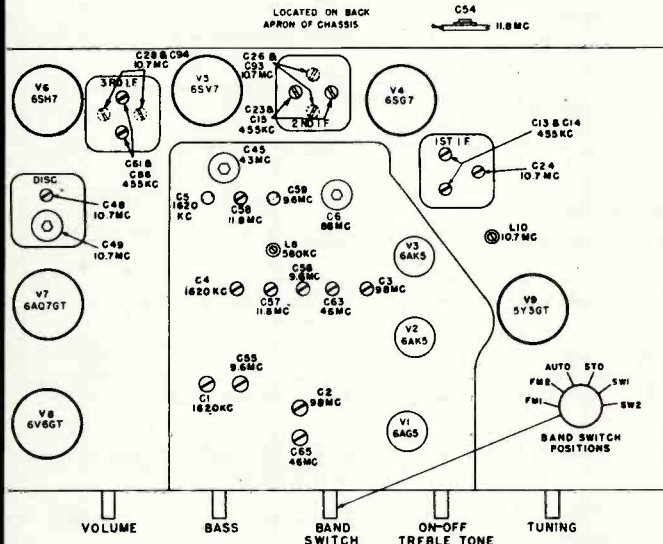 LOCATED ON BACK
APRON OF CHASSIS
C54
11.8MC
V6
6SH7
C28 & C94
10.7MC
3RD I.F.
C61 &
C86
455KC
V5
6SV7
C26 &
C93
10.7MC
C23 &
C15
455KC
2ND I.F.
V4
6SG7
C13 & C14
455KC
1ST I.F.
C24
10.7MC
DISC.
C48
10.7MC
C49
10.7MC
C45
43MC
C5
1620
KC
C58
11.8MC
C59
9.6MC
C6
88MC
L8
580KC
L10
10.7MC
V3
6AK5
C4
1620KC
C57
11.8MC
C56
9.6MC
C63
46MC
C3
98MC
V7
6AQ7GT
V2
6AK5
V9
5Y3GT
C1
1620KC
C55
9.6MC
C2
98MC
C65
46MC
V8
6V6GT
V1
6AG5
FM1
FM2
AUTO
STD
SW1
SW2
BAND SWITCH
POSITIONS
VOLUME
BASS
BAND
SWITCH
ON-OFF
TREBLE TONE
TUNING